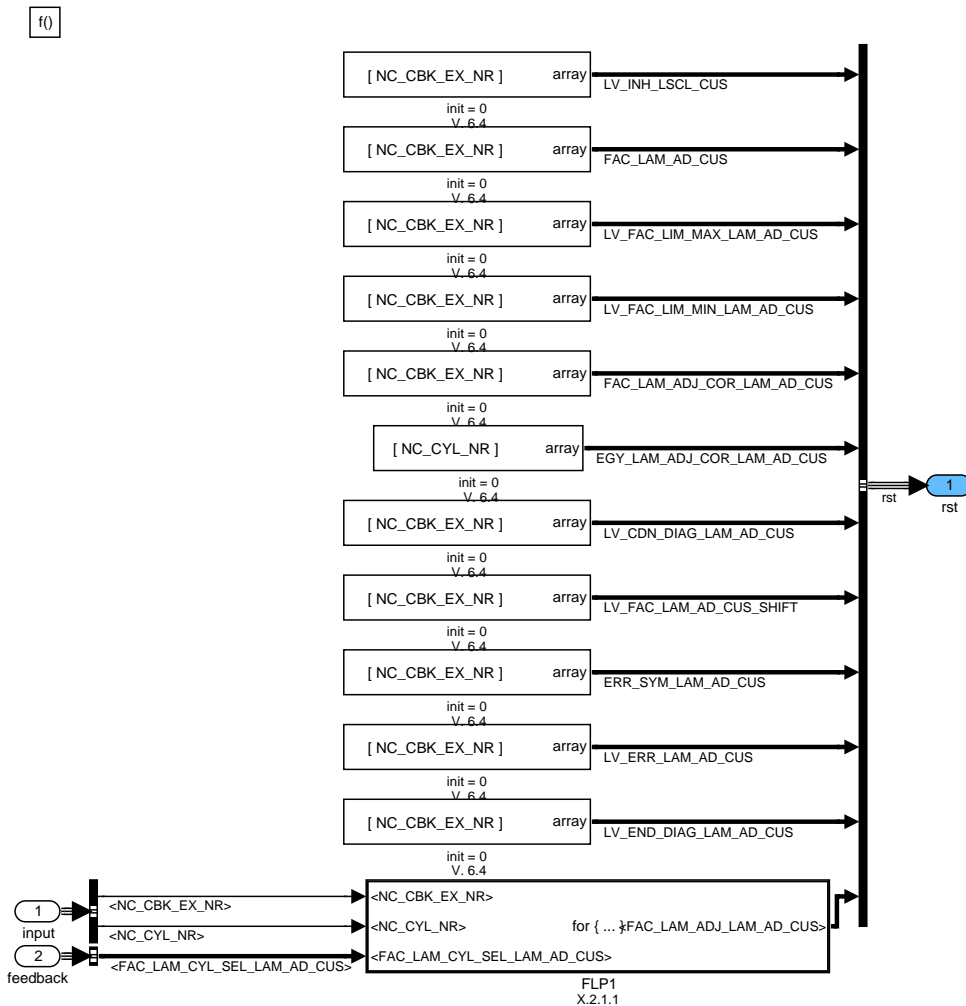 f()
[ NC_CBK_EX_NR ] array
LV_INH_LSCL_CUS
init = 0
V. 6.4
[ NC_CBK_EX_NR ] array
FAC_LAM_AD_CUS
init = 0
V. 6.4
[ NC_CBK_EX_NR ] array
LV_FAC_LIM_MAX_LAM_AD_CUS
init = 0
V. 6.4
[ NC_CBK_EX_NR ] array
LV_FAC_LIM_MIN_LAM_AD_CUS
init = 0
V. 6.4
[ NC_CBK_EX_NR ] array
FAC_LAM_ADJ_COR_LAM_AD_CUS
init = 0
V. 6.4
[ NC_CYL_NR ] array
EGY_LAM_ADJ_COR_LAM_AD_CUS
init = 0
V. 6.4
rst
1
rst
[ NC_CBK_EX_NR ] array
LV_CDN_DIAG_LAM_AD_CUS
init = 0
V. 6.4
[ NC_CBK_EX_NR ] array
LV_FAC_LAM_AD_CUS_SHIFT
init = 0
V. 6.4
[ NC_CBK_EX_NR ] array
ERR_SYM_LAM_AD_CUS
init = 0
V. 6.4
[ NC_CBK_EX_NR ] array
LV_ERR_LAM_AD_CUS
init = 0
V. 6.4
[ NC_CBK_EX_NR ] array
LV_END_DIAG_LAM_AD_CUS
init = 0
V. 6.4
1
input
<NC_CBK_EX_NR>
<NC_CYL_NR>
2
feedback
<FAC_LAM_CYL_SEL_LAM_AD_CUS>
<NC_CBK_EX_NR>
<NC_CYL_NR>
for { ... }
<FAC_LAM_ADJ_LAM_AD_CUS>
<FAC_LAM_CYL_SEL_LAM_AD_CUS>
FLP1
X.2.1.1